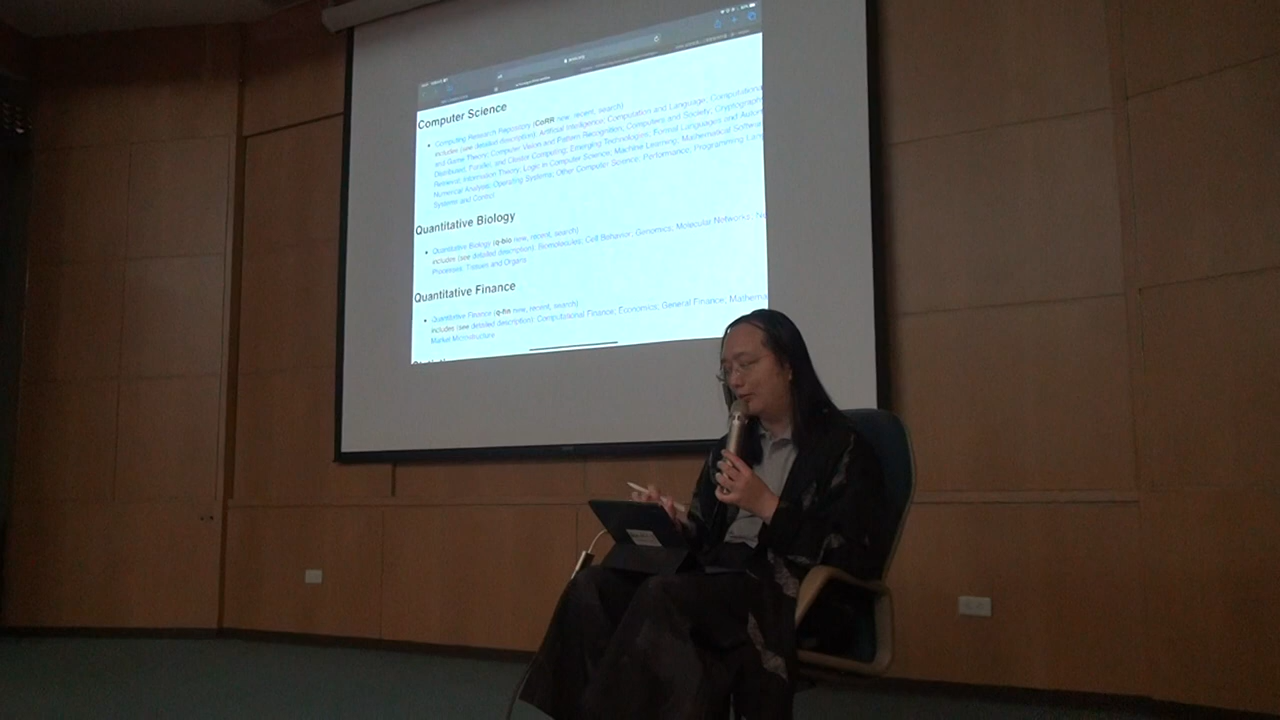 Computer Science
Computing Research Repository (CoRR new, recent, search)
includes (see detailed description): Artificial Intelligence; Computation and Language; Computational
and Game Theory; Computer Vision and Pattern Recognition; Computers and Society; Cryptography
Distributed, Parallel, and Cluster Computing; Emerging Technologies; Formal Languages and Autom
Retrieval; Information Theory; Logic in Computer Science; Machine Learning; Mathematical Software
Numerical Analysis; Operating Systems; Other Computer Science; Performance; Programming Lang
Systems and Control
Quantitative Biology
Quantitative Biology (q-bio new, recent, search)
includes (see detailed description): Biomolecules; Cell Behavior; Genomics; Molecular Networks; Ne
Processes; Tissues and Organs
Quantitative Finance
Quantitative Finance (q-fin new, recent, search)
includes (see detailed description): Computational Finance; Economics; General Finance; Mathema
Market Microstructure